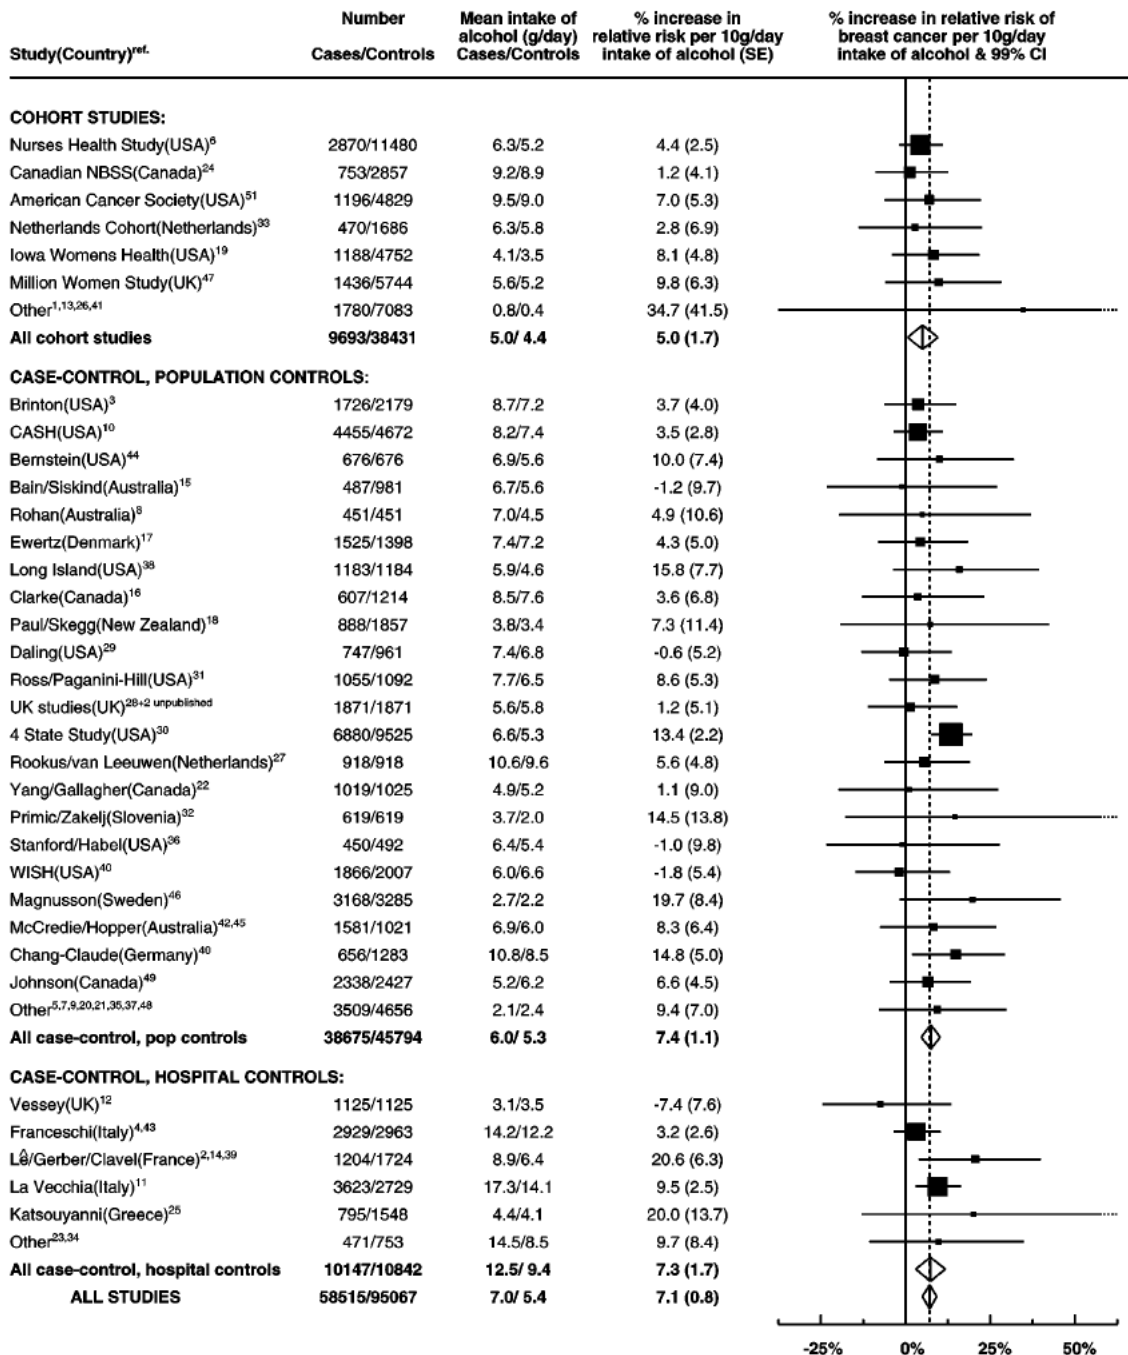 Number Mean intake of % increase in % increase in relative risk of
alcohol (g/day) relative risk per 10g/day breast cancer per 10g/day
Study(Country)ref. Cases/Controls Cases/Controls intake of alcohol (SE) intake of alcohol & 99% CI
COHORT STUDIES:
Nurses Health Study(USA)6 2870/11480 6.3/5.2 4.4 (2.5)
Canadian NBSS(Canada)24 753/2857 9.2/8.9 1.2 (4.1)
American Cancer Society(USA)51 1196/4829 9.5/9.0 7.0 (5.3)
Netherlands Cohort(Netherlands)33 470/1686 6.3/5.8 2.8 (6.9)
Iowa Womens Health(USA)19 1188/4752 4.1/3.5 8.1 (4.8)
Million Women Study(UK)47 1436/5744 5.6/5.2 9.8 (6.3)
Other1,13,26,41 1780/7083 0.8/0.4 34.7 (41.5)
All cohort studies 9693/38431 5.0/ 4.4 5.0 (1.7)
CASE-CONTROL, POPULATION CONTROLS:
Brinton(USA)3 1726/2179 8.7/7.2 3.7 (4.0)
CASH(USA)10 4455/4672 8.2/7.4 3.5 (2.8)
Bernstein(USA)44 676/676 6.9/5.6 10.0 (7.4)
Bain/Siskind(Australia)15 487/981 6.7/5.6 -1.2 (9.7)
Rohan(Australia)8 451/451 7.0/4.5 4.9 (10.6)
Ewertz(Denmark)17 1525/1398 7.4/7.2 4.3 (5.0)
Long Island(USA)38 1183/1184 5.9/4.6 15.8 (7.7)
Clarke(Canada)16 607/1214 8.5/7.6 3.6 (6.8)
Paul/Skegg(New Zealand)18 888/1857 3.8/3.4 7.3 (11.4)
Daling(USA)29 747/961 7.4/6.8 -0.6 (5.2)
Ross/Paganini-Hill(USA)31 1055/1092 7.7/6.5 8.6 (5.3)
UK studies(UK)28+2 unpublished 1871/1871 5.6/5.8 1.2 (5.1)
4 State Study(USA)30 6880/9525 6.6/5.3 13.4 (2.2)
Rookus/van Leeuwen(Netherlands)27 918/918 10.6/9.6 5.6 (4.8)
Yang/Gallagher(Canada)22 1019/1025 4.9/5.2 1.1 (9.0)
Primic/Zakelj(Slovenia)32 619/619 3.7/2.0 14.5 (13.8)
Stanford/Habel(USA)36 450/492 6.4/5.4 -1.0 (9.8)
WISH(USA)40 1866/2007 6.0/6.6 -1.8 (5.4)
Magnusson(Sweden)46 3168/3285 2.7/2.2 19.7 (8.4)
McCredie/Hopper(Australia)42,45 1581/1021 6.9/6.0 8.3 (6.4)
Chang-Claude(Germany)40 656/1283 10.8/8.5 14.8 (5.0)
Johnson(Canada)49 2338/2427 5.2/6.2 6.6 (4.5)
Other5,7,9,20,21,35,37,48 3509/4656 2.1/2.4 9.4 (7.0)
All case-control, pop controls 38675/45794 6.0/ 5.3 7.4 (1.1)
CASE-CONTROL, HOSPITAL CONTROLS:
Vessey(UK)12 1125/1125 3.1/3.5 -7.4 (7.6)
Franceschi(Italy)4,43 2929/2963 14.2/12.2 3.2 (2.6)
Lê/Gerber/Clavel(France)2,14,39 1204/1724 8.9/6.4 20.6 (6.3)
La Vecchia(Italy)11 3623/2729 17.3/14.1 9.5 (2.5)
Katsouyanni(Greece)25 795/1548 4.4/4.1 20.0 (13.7)
Other23,34 471/753 14.5/8.5 9.7 (8.4)
All case-control, hospital controls 10147/10842 12.5/ 9.4 7.3 (1.7)
ALL STUDIES 58515/95067 7.0/ 5.4 7.1 (0.8)
-25% 0% 25% 50%